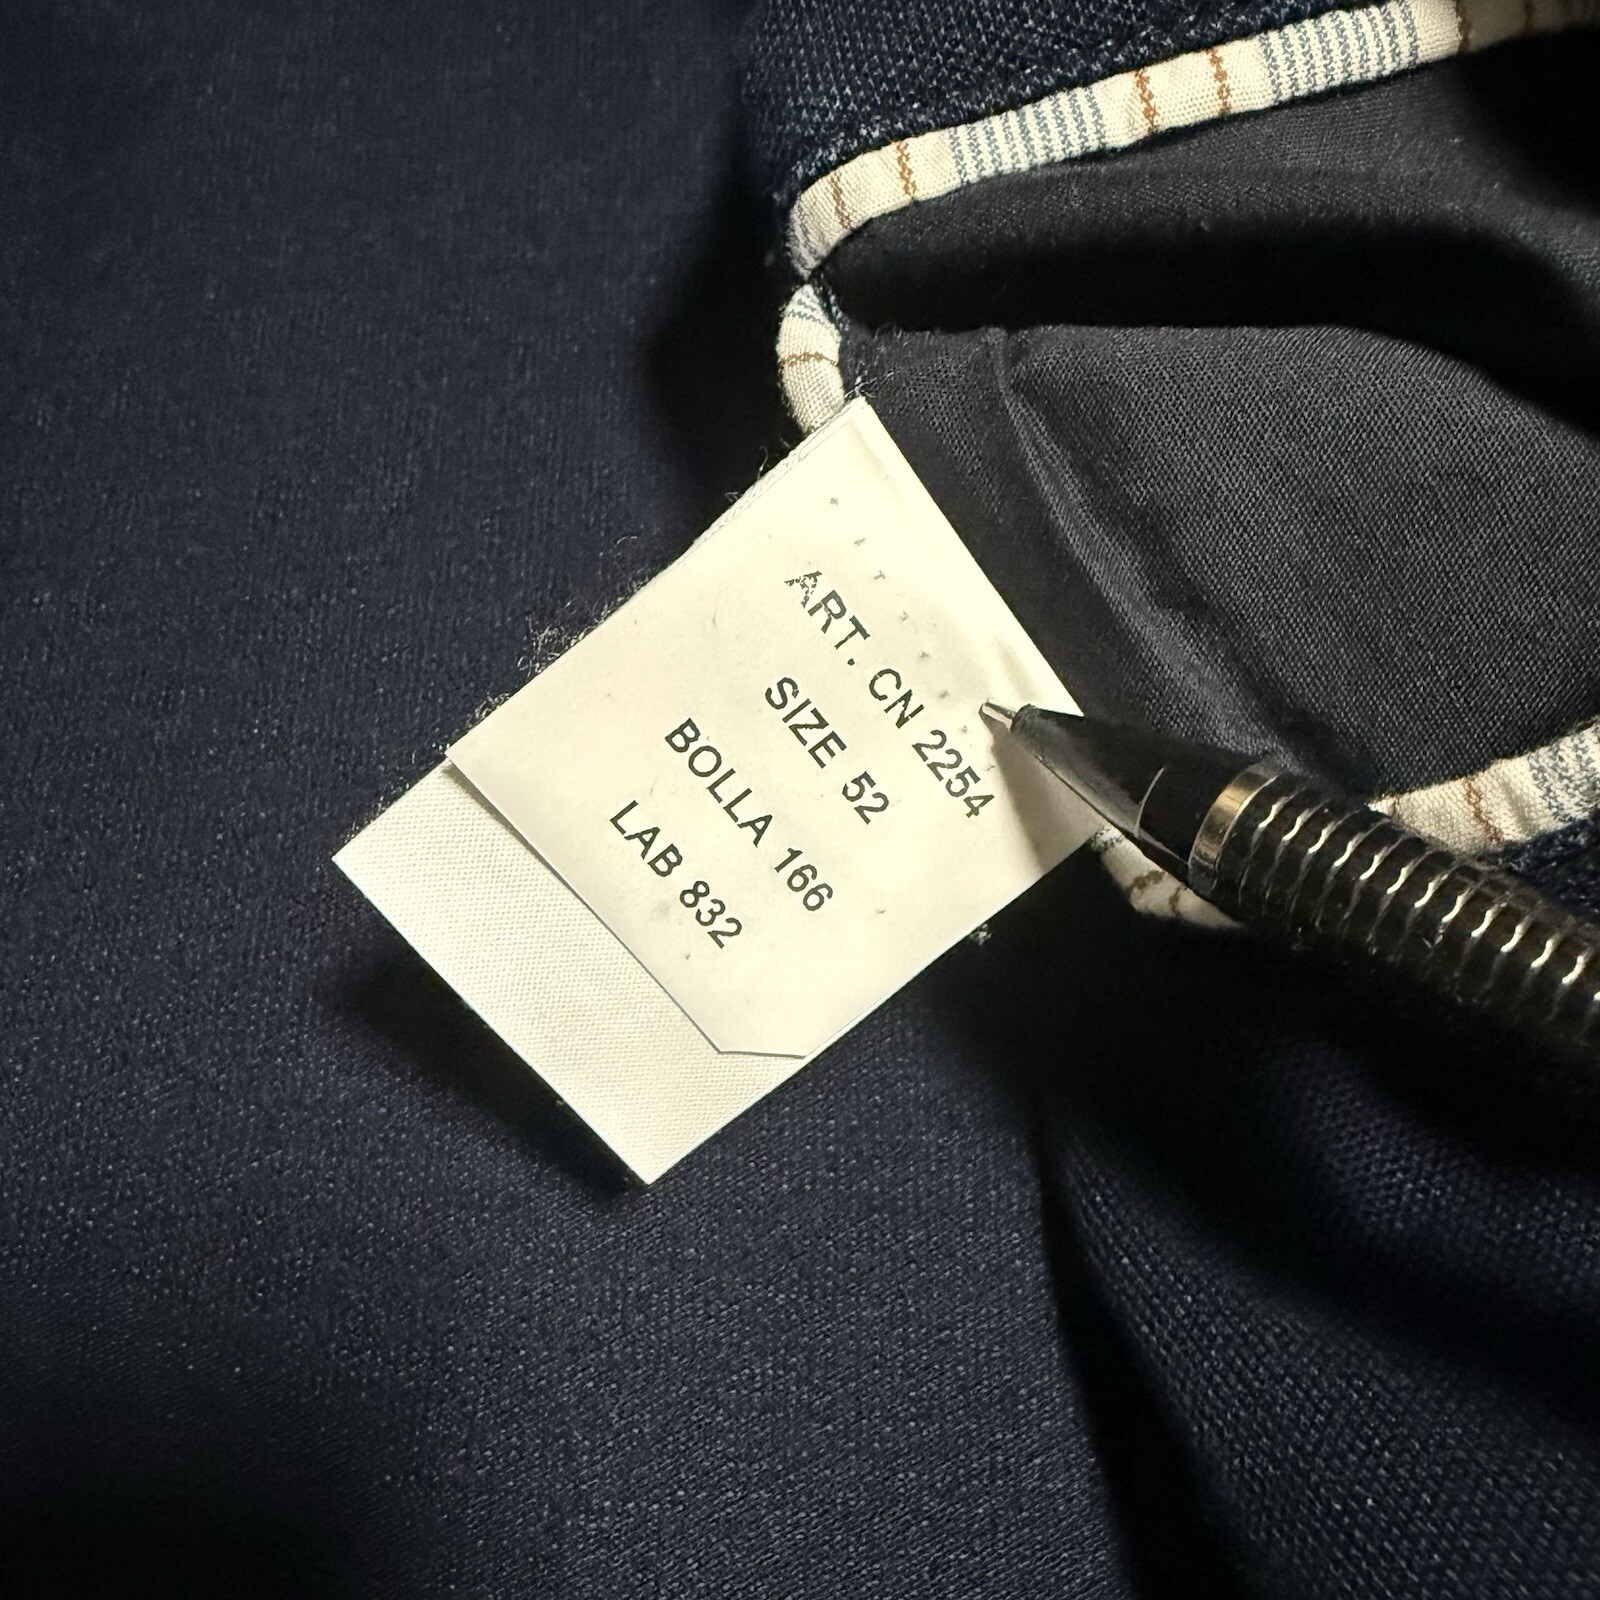 ART. CN 2254
SIZE 52
BOLLA 166
LAB 832